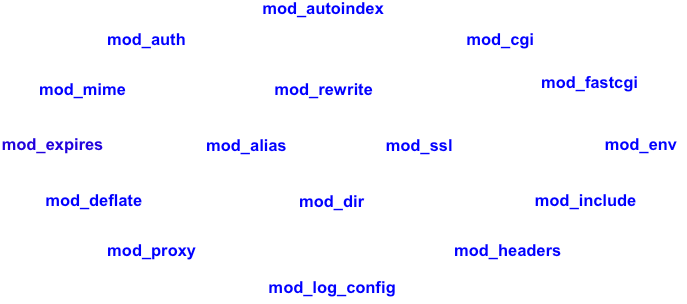 mod_autoindex
mod_auth
mod_cgi
mod_mime
mod_rewrite
mod_fastcgi
mod_expires
mod_alias
mod_ssl
mod_env
mod_deflate
mod_dir
mod_include
mod_proxy
mod_headers
mod_log_config